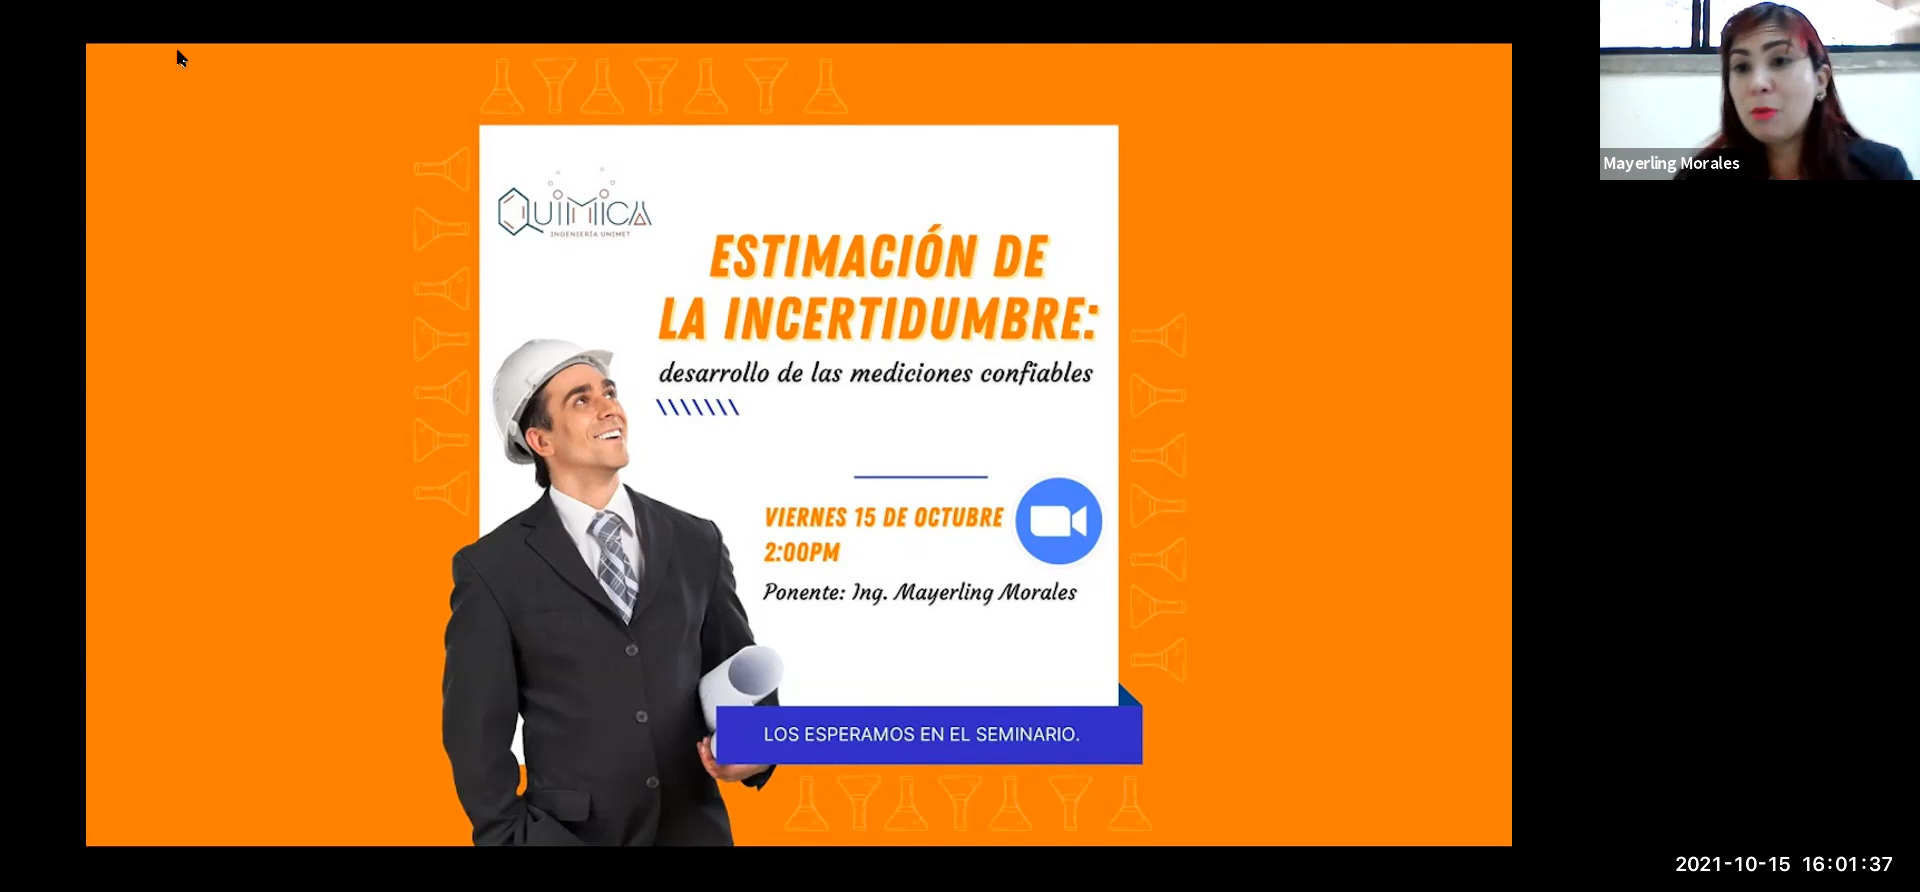 QUIMICA
INGENIERÍA UNIMET
ESTIMACIÓN DE
LA INCERTIDUMBRE:
desarrollo de las mediciones confiables
VIERNES 15 DE OCTUBRE
2:00PM
Ponente: Ing. Mayerling Morales
LOS ESPERAMOS EN EL SEMINARIO.
Mayerling Morales
2021-10-15 16:01:37